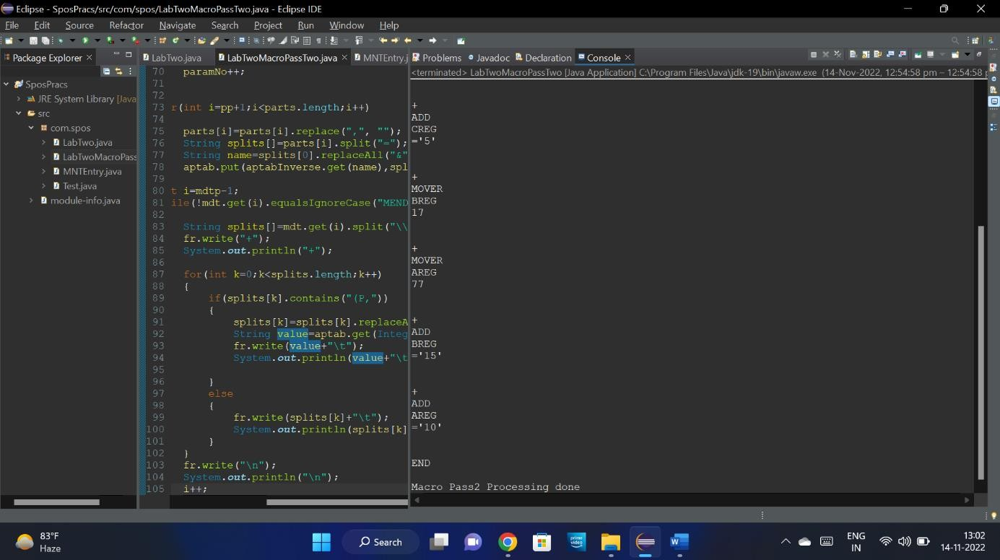 Eclipse - SposPracs/src/com/spos/LabTwoMacroPassTwo.java - Eclipse IDE
File Edit Source Refactor Navigate Search Project Run Window Help
Package Explorer
SposPracs
JRE System Library [Java
src
com.spos
LabTwo.java
LabTwoMacroPass
MNTEntry.java
Test.java
module-info.java
LabTwo.java LabTwoMacroPassTwo.java MNTEntry.j
70 paramNo++;
71
72
73 r(int i=pp+1;i<parts.length;i++)
74
75 parts[i]=parts[i].replace(",", "");
76 String splits[]=parts[i].split("=");
77 String name=splits[0].replaceAll("&"
78 aptab.put(aptabInverse.get(name),spl
79
80 t i=mdtp-1;
81 ile(!mdt.get(i).equalsIgnoreCase("MEND
82
83 String splits[]=mdt.get(i).split("\\
84 fr.write("+");
85 System.out.println("+");
86
87 for(int k=0;k<splits.length;k++)
88 {
89 if(splits[k].contains("(P,"))
90 {
91 splits[k]=splits[k].replaceA
92 String value=aptab.get(Integ
93 fr.write(value+"\t");
94 System.out.println(value+"\t
95
96 }
97 else
98 {
99 fr.write(splits[k]+"\t");
100 System.out.println(splits[k]
101 }
102 }
103 fr.write("\n");
104 System.out.println("\n");
105 i++;
Problems Javadoc Declaration Console
<terminated> LabTwoMacroPassTwo [Java Application] C:\Program Files\Java\jdk-19\bin\javaw.exe (14-Nov-2022, 12:54:58 pm – 12:54:58 p
+
ADD
CREG
='5'
+
MOVER
BREG
17
+
MOVER
AREG
77
+
ADD
BREG
='15'
+
ADD
AREG
='10'
END
Macro Pass2 Processing done
83°F
Haze
Search
prime video
W
ENG
IN
13:02
14-11-2022